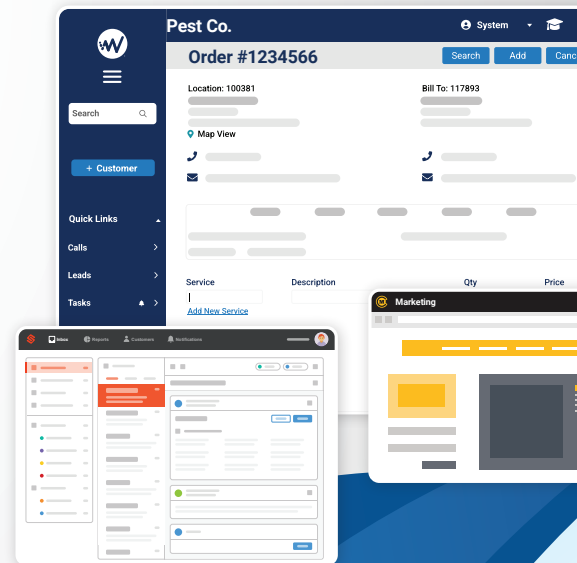 Pest Co.
System
Order #1234566
Search
Add
Canc
Location: 100381
Bill To: 117893
Map View
Search
+ Customer
Quick Links
Calls
Leads
Tasks
Service
Description
Qty
Price
Add New Service
Marketing
Inbox
Reports
Customers
Notifications